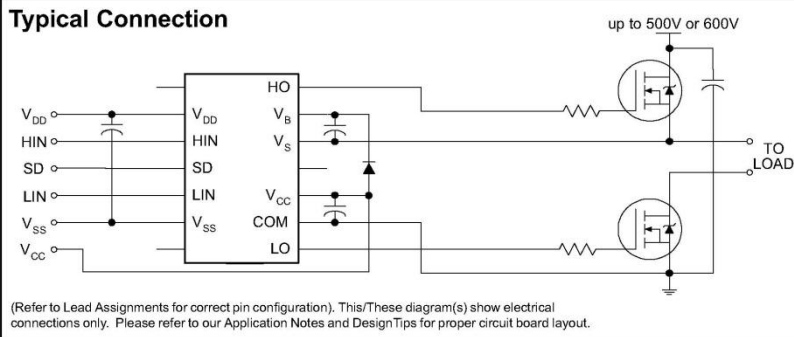 Typical Connection
up to 500V or 600V
HO
VDD
VDD
VB
HIN
HIN
VS
TO
LOAD
SD
SD
LIN
LIN
VCC
VSS
VSS
COM
VCC
LO
(Refer to Lead Assignments for correct pin configuration). This/These diagram(s) show electrical
connections only. Please refer to our Application Notes and DesignTips for proper circuit board layout.